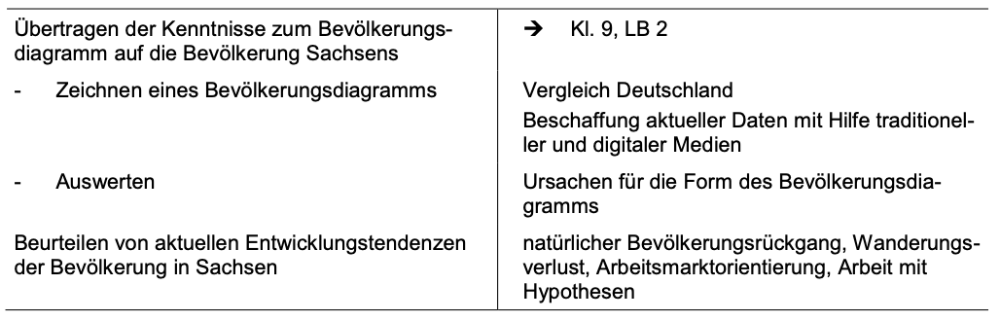 Übertragen der Kenntnisse zum Bevölkerungs-
diagramm auf die Bevölkerung Sachsens
➔ Kl. 9, LB 2
- Zeichnen eines Bevölkerungsdiagramms
Vergleich Deutschland
Beschaffung aktueller Daten mit Hilfe traditionel-
ler und digitaler Medien
- Auswerten
Ursachen für die Form des Bevölkerungsdia-
gramms
Beurteilen von aktuellen Entwicklungstendenzen
der Bevölkerung in Sachsen
natürlicher Bevölkerungsrückgang, Wanderungs-
verlust, Arbeitsmarktorientierung, Arbeit mit
Hypothesen